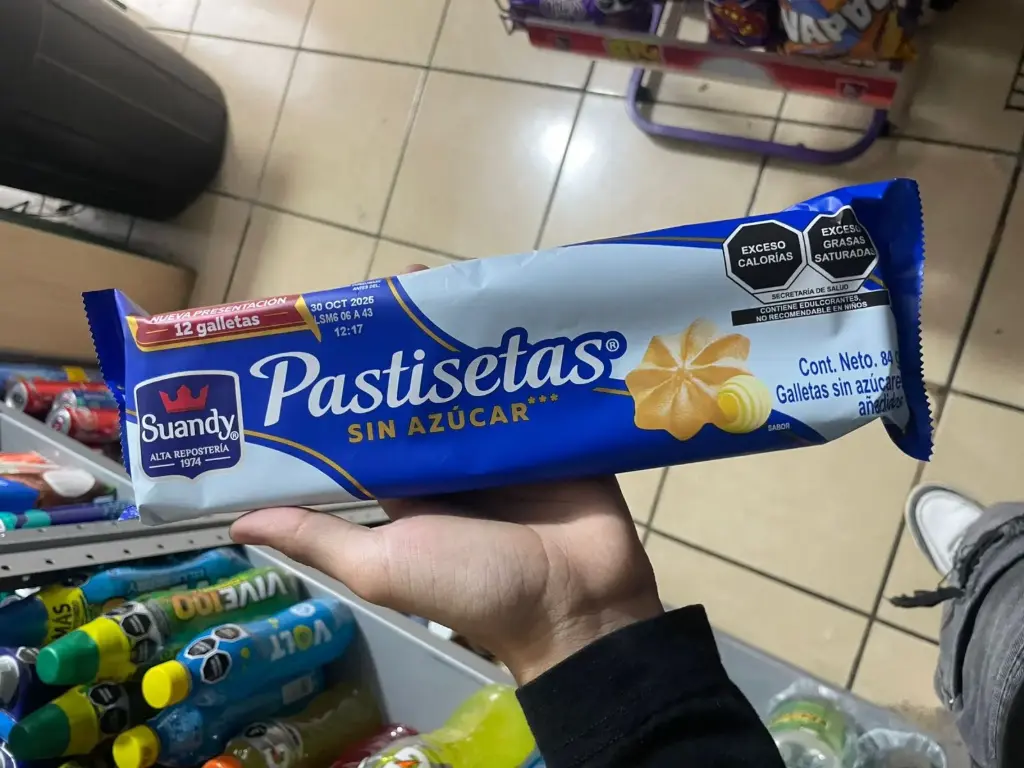 NUEVA PRESENTACIÓN
12 galletas
30 OCT 2025
LSM6 06 A 43
12:17
EXCESO
CALORÍAS
EXCESO
GRASAS
SATURADAS
SECRETARÍA DE SALUD
CONTIENE EDULCORANTES,
NO RECOMENDABLE EN NIÑOS
Suandy®
ALTA REPOSTERÍA
1974
Pastisetas®
SIN AZÚCAR***
SABOR
Cont. Neto. 84 g
Galletas sin azúcares
añadidos
VIVE100
VOLT
MÁS